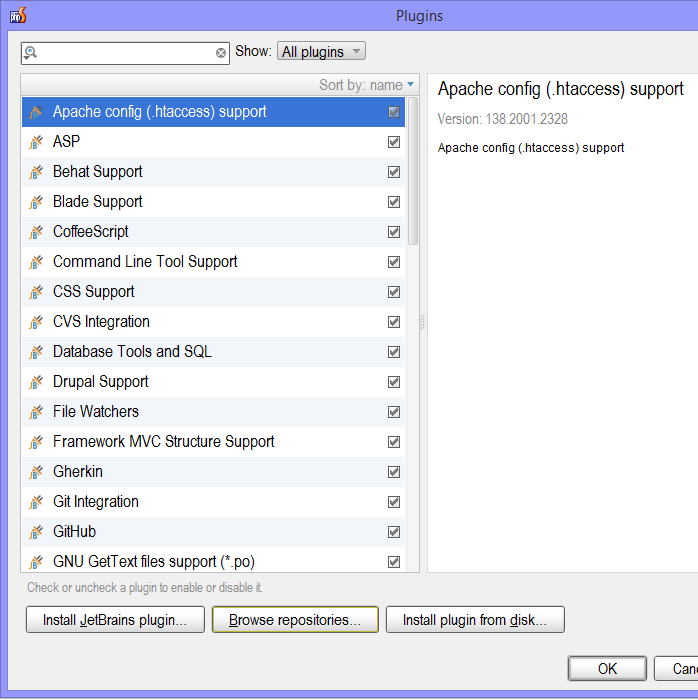 Plugins
Show: All plugins
Sort by: name
Apache config (.htaccess) support
ASP
Behat Support
Blade Support
CoffeeScript
Command Line Tool Support
CSS Support
CVS Integration
Database Tools and SQL
Drupal Support
File Watchers
Framework MVC Structure Support
Gherkin
Git Integration
GitHub
GNU GetText files support (*.po)
Apache config (.htaccess) support
Version: 138.2001.2328
Apache config (.htaccess) support
Check or uncheck a plugin to enable or disable it.
Install JetBrains plugin...
Browse repositories...
Install plugin from disk...
OK
Can